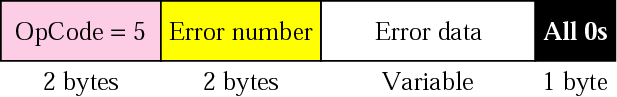 OpCode = 5 Error number Error data All 0s
2 bytes 2 bytes Variable 1 byte